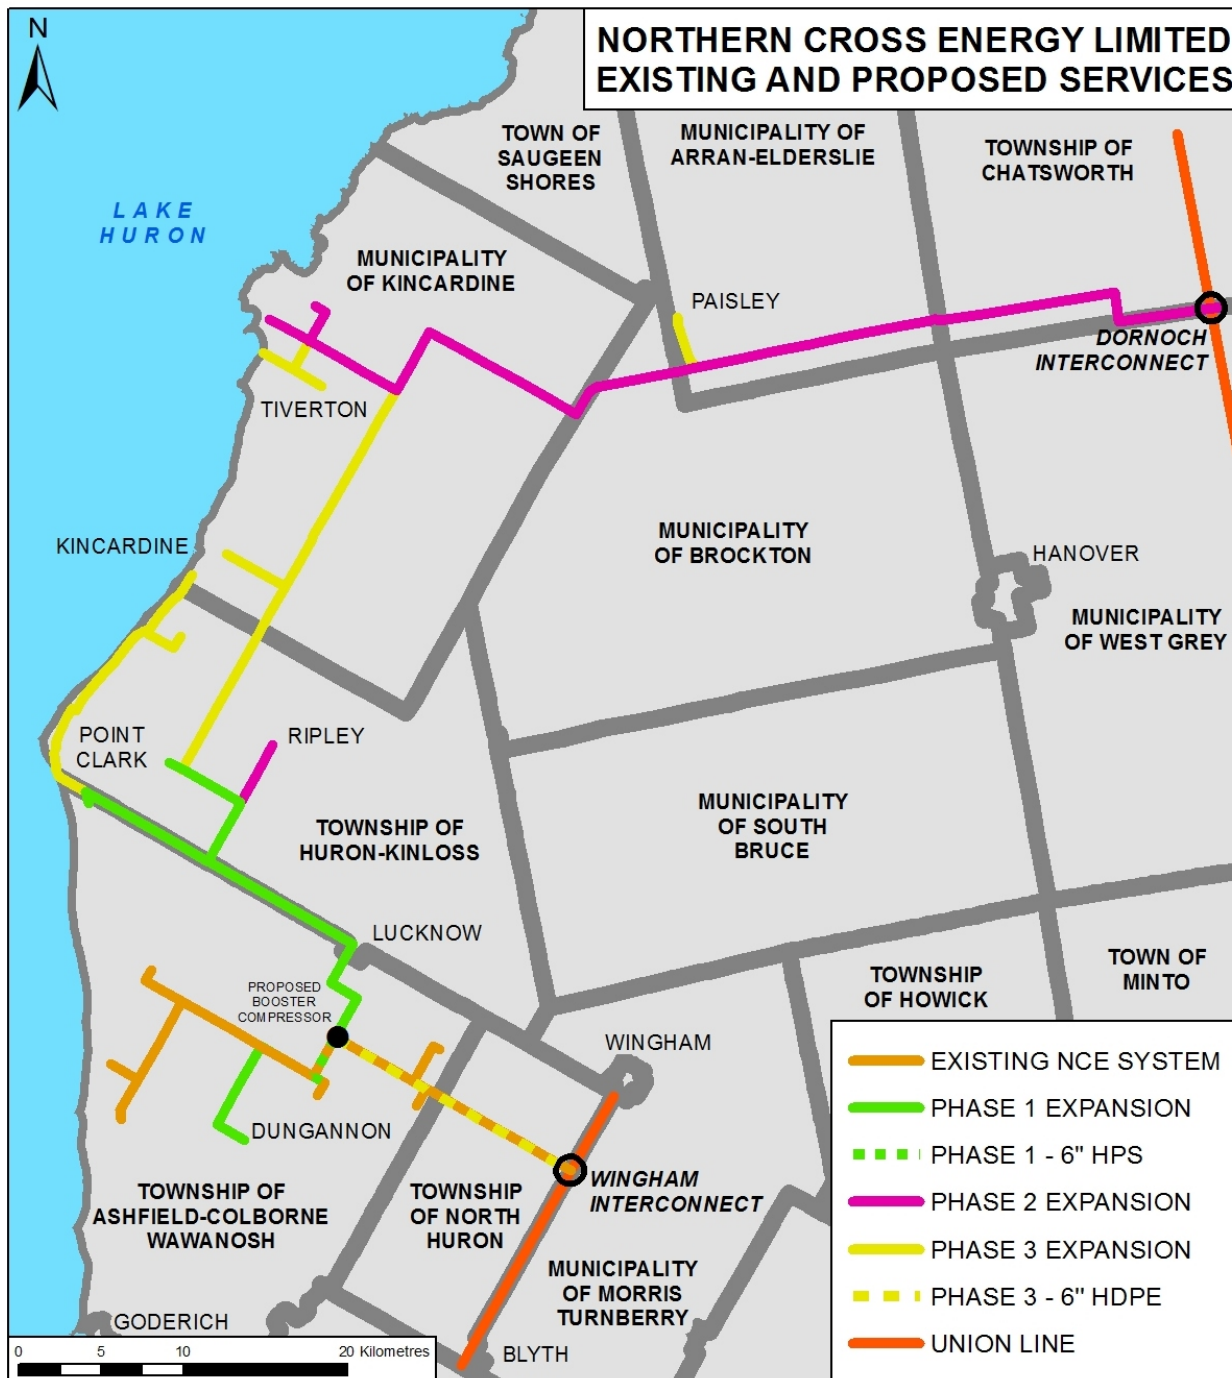 N
NORTHERN CROSS ENERGY LIMITED
EXISTING AND PROPOSED SERVICES
TOWN OF
SAUGEEN
SHORES
MUNICIPALITY OF
ARRAN-ELDERSLIE
TOWNSHIP OF
CHATSWORTH
LAKE
HURON
MUNICIPALITY
OF KINCARDINE
PAISLEY
DORNOCH
INTERCONNECT
TIVERTON
KINCARDINE
MUNICIPALITY
OF BROCKTON
HANOVER
MUNICIPALITY
OF WEST GREY
POINT
CLARK
RIPLEY
TOWNSHIP OF
HURON-KINLOSS
MUNICIPALITY
OF SOUTH
BRUCE
LUCKNOW
TOWNSHIP
OF HOWICK
TOWN OF
MINTO
PROPOSED
BOOSTER
COMPRESSOR
WINGHAM
DUNGANNON
WINGHAM
INTERCONNECT
TOWNSHIP OF
ASHFIELD-COLBORNE
WAWANOSH
TOWNSHIP
OF NORTH
HURON
MUNICIPALITY
OF MORRIS
TURNBERRY
GODERICH
BLYTH
EXISTING NCE SYSTEM
PHASE 1 EXPANSION
PHASE 1 - 6" HPS
PHASE 2 EXPANSION
PHASE 3 EXPANSION
PHASE 3 - 6" HDPE
UNION LINE
0 5 10 20 Kilometres